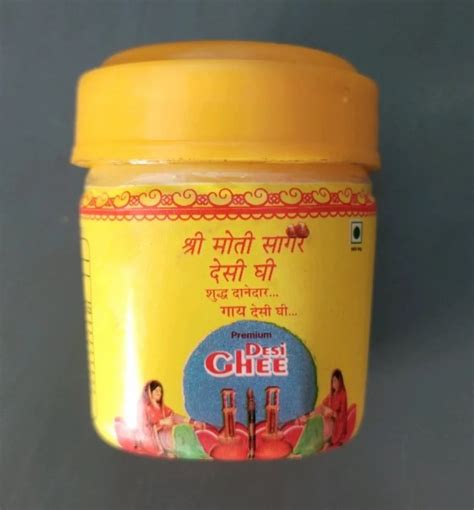 श्री मोती सागर
देसी घी
शुद्ध दानेदार...
गाय देसी घी...
Premium
Desi
GHEE